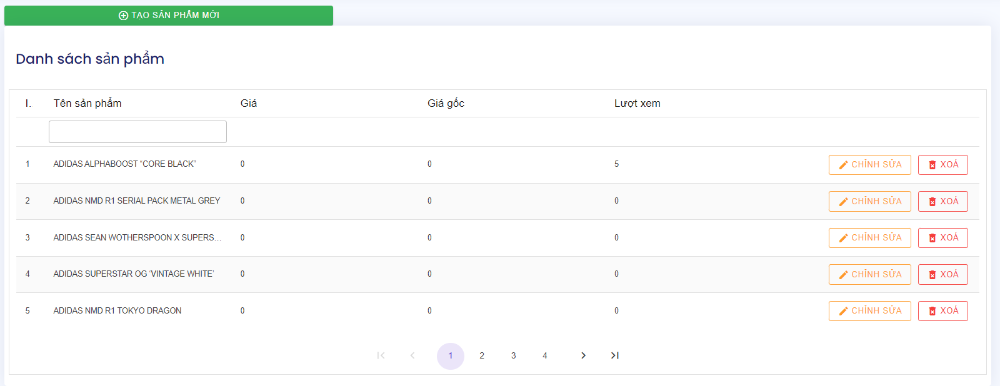 TẠO SẢN PHẨM MỚI
Danh sách sản phẩm
I. Tên sản phẩm Giá Giá gốc Lượt xem
1 ADIDAS ALPHABOOST “CORE BLACK” 0 0 5 CHỈNH SỬA XOÁ
2 ADIDAS NMD R1 SERIAL PACK METAL GREY 0 0 0 CHỈNH SỬA XOÁ
3 ADIDAS SEAN WOTHERSPOON X SUPERS... 0 0 0 CHỈNH SỬA XOÁ
4 ADIDAS SUPERSTAR OG ‘VINTAGE WHITE’ 0 0 0 CHỈNH SỬA XOÁ
5 ADIDAS NMD R1 TOKYO DRAGON 0 0 0 CHỈNH SỬA XOÁ
1 2 3 4